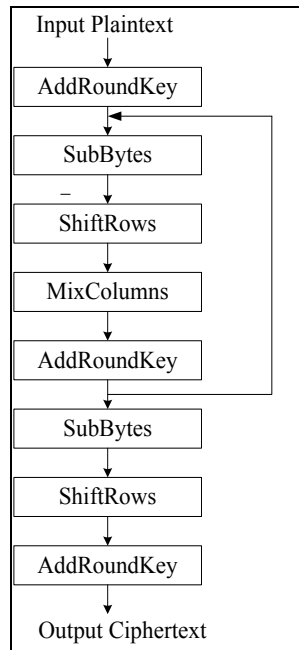 Input Plaintext
AddRoundKey
SubBytes
ShiftRows
MixColumns
AddRoundKey
SubBytes
ShiftRows
AddRoundKey
Output Ciphertext